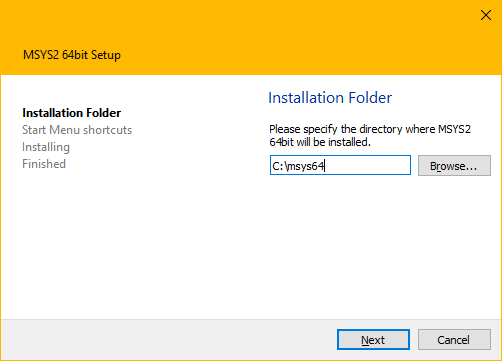 MSYS2 64bit Setup
Installation Folder
Start Menu shortcuts
Installing
Finished
Installation Folder
Please specify the directory where MSYS2
64bit will be installed.
C:\msys64
Browse...
Next
Cancel